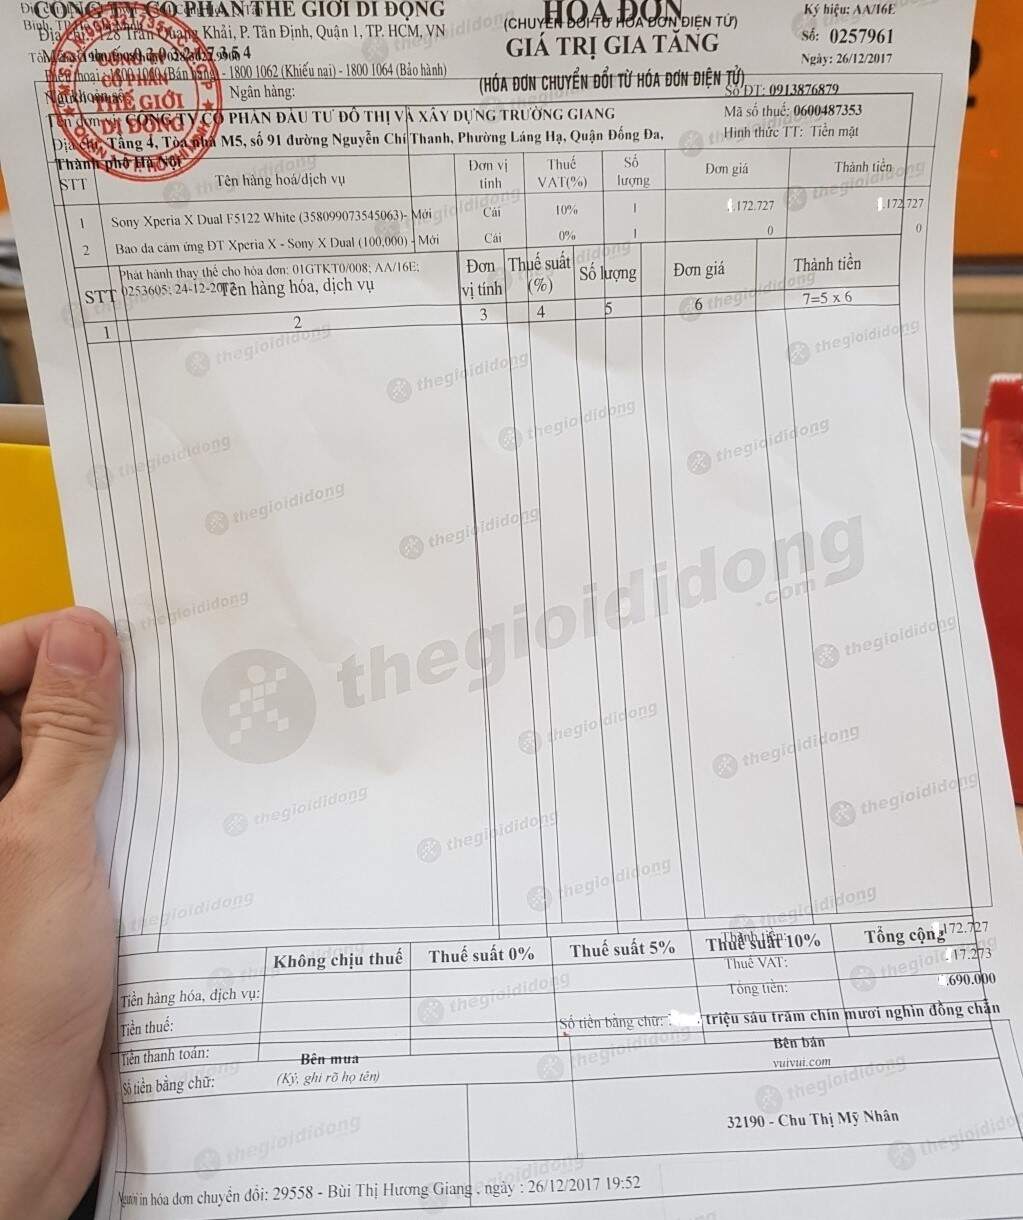 CÔNG TY CỔ PHẦN THẾ GIỚI DI ĐỘNG
128 Trần Quang Khải, P. Tân Định, Quận 1, TP. HCM, VN
- 1800 1062 (Khiếu nại) - 1800 1064 (Bảo hành)
Ngân hàng:
HÓA ĐƠN
(CHUYỂN ĐỔI TỪ HÓA ĐƠN ĐIỆN TỬ)
GIÁ TRỊ GIA TĂNG
(HÓA ĐƠN CHUYỂN ĐỔI TỪ HÓA ĐƠN ĐIỆN TỬ)
Ký hiệu: AA/16E
Số: 0257961
Ngày: 26/12/2017
Số ĐT: 0913876879
CÔNG TY CỔ PHẦN ĐẦU TƯ ĐÔ THỊ VÀ XÂY DỰNG TRƯỜNG GIANG
Mã số thuế: 0600487353
Địa chỉ: Tầng 4, Tòa nhà M5, số 91 đường Nguyễn Chí Thanh, Phường Láng Hạ, Quận Đống Đa,
Hình thức TT: Tiền mặt
Thành phố Hà Nội
CỔ PHẦN
THẾ GIỚI
DI ĐỘNG
STT Tên hàng hoá/dịch vụ Đơn vị tính Thuế VAT(%) Số lượng Đơn giá Thành tiền
1 Sony Xperia X Dual F5122 White (358099073545063)- Mới Cái 10% 1 .172.727 .172.727
2 Bao da cảm ứng ĐT Xperia X - Sony X Dual (100,000) - Mới Cái 0% 1 0 0
Phát hành thay thế cho hóa đơn: 01GTKT0/008; AA/16E;
0253605; 24-12-2017
STT Tên hàng hóa, dịch vụ Đơn vị tính Thuế suất (%) Số lượng Đơn giá Thành tiền
1 2 3 4 5 6 7=5 x 6
thegioididong
.com
Không chịu thuế Thuế suất 0% Thuế suất 5% Thuế suất 10% Tổng cộng
Thành tiền: 172.727
Thuế VAT: 17.273
Tiền hàng hóa, dịch vụ:
Tổng tiền: .690.000
Tiền thuế:
Số tiền bằng chữ: triệu sáu trăm chín mươi nghìn đồng chẵn
Tiền thanh toán:
Bên mua
Bên bán
Số tiền bằng chữ:
(Ký, ghi rõ họ tên)
vuivui.com
32190 - Chu Thị Mỹ Nhân
Người in hóa đơn chuyển đổi: 29558 - Bùi Thị Hương Giang , ngày : 26/12/2017 19:52